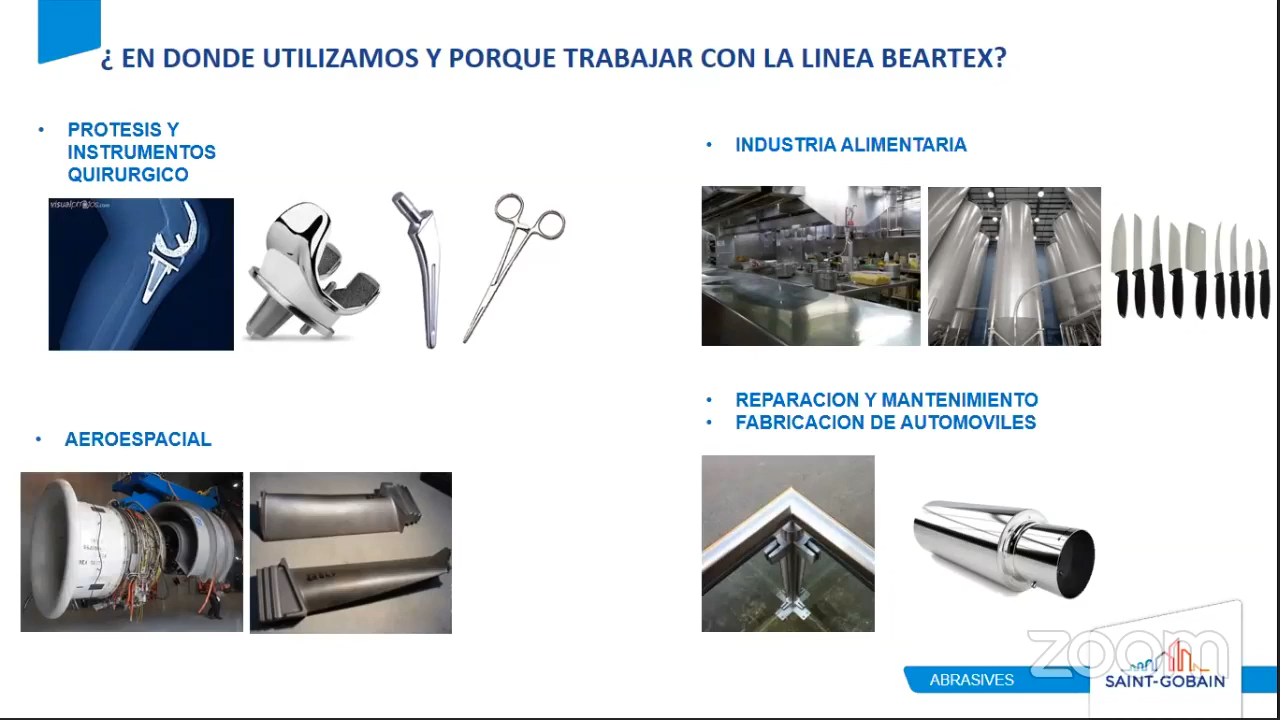 ¿ EN DONDE UTILIZAMOS Y PORQUE TRABAJAR CON LA LINEA BEARTEX?
• PROTESIS Y
INSTRUMENTOS
QUIRURGICO
• INDUSTRIA ALIMENTARIA
• AEROESPACIAL
• REPARACION Y MANTENIMIENTO
• FABRICACION DE AUTOMOVILES
ABRASIVES
zoom
SAINT-GOBAIN